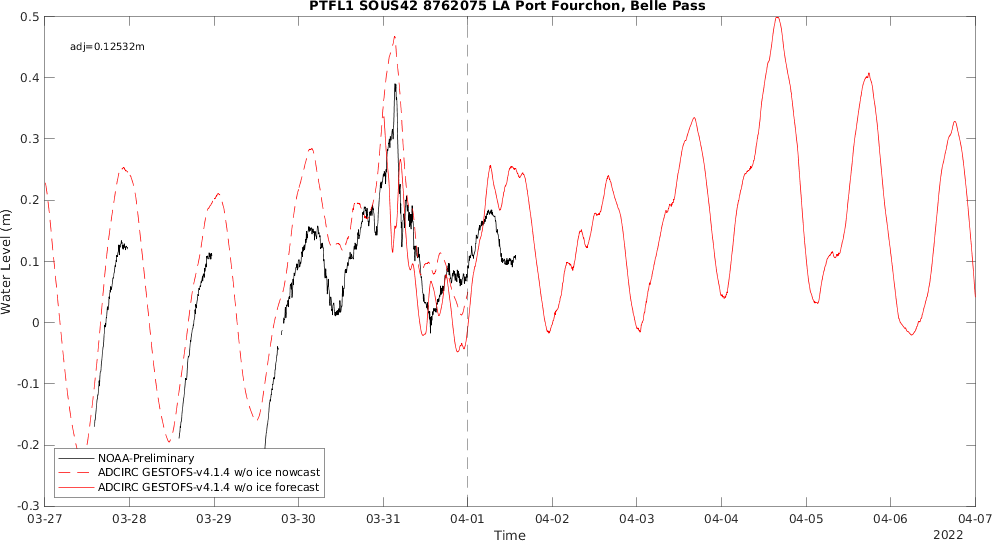 PTFL1 SOUS42 8762075 LA Port Fourchon, Belle Pass
adj=0.12532m
0.5
0.4
0.3
0.2
0.1
0
-0.1
-0.2
-0.3
Water Level (m)
NOAA-Preliminary
ADCIRC GESTOFS-v4.1.4 w/o ice nowcast
ADCIRC GESTOFS-v4.1.4 w/o ice forecast
03-27 03-28 03-29 03-30 03-31 04-01 04-02 04-03 04-04 04-05 04-06 04-07
Time
2022